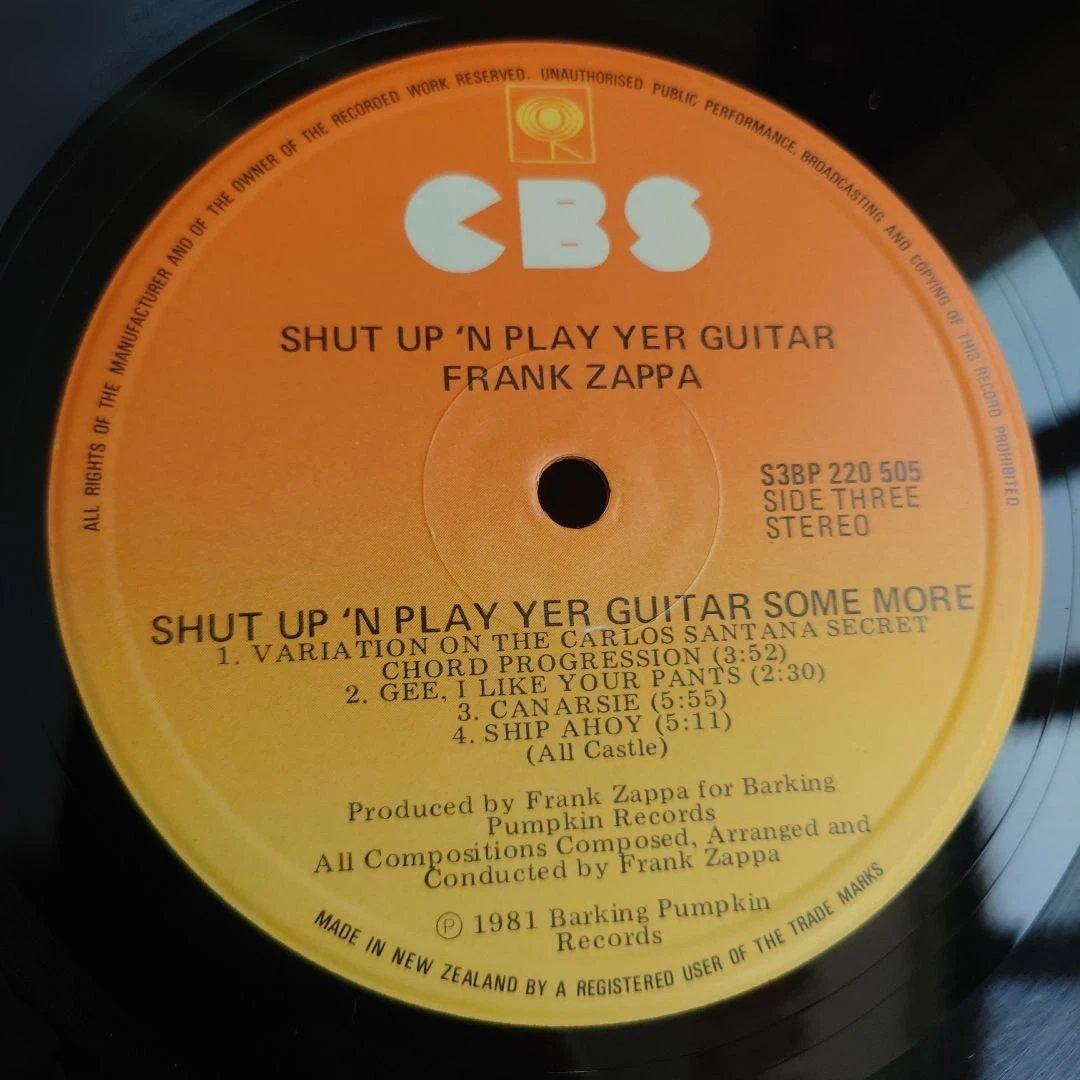 ALL RIGHTS OF THE MANUFACTURER AND OF THE OWNER OF THE RECORDED WORK RESERVED. UNAUTHORISED PUBLIC PERFORMANCE, BROADCASTING AND COPYING OF THIS RECORD PROHIBITED
CBS
SHUT UP 'N PLAY YER GUITAR
FRANK ZAPPA
S3BP 220 505
SIDE THREE
STEREO
SHUT UP 'N PLAY YER GUITAR SOME MORE
1. VARIATION ON THE CARLOS SANTANA SECRET
CHORD PROGRESSION (3:52)
2. GEE, I LIKE YOUR PANTS (2:30)
3. CANARSIE (5:55)
4. SHIP AHOY (5:11)
(All Castle)
Produced by Frank Zappa for Barking
Pumpkin Records
All Compositions Composed, Arranged and
Conducted by Frank Zappa
℗ 1981 Barking Pumpkin
Records
MADE IN NEW ZEALAND BY A REGISTERED USER OF THE TRADE MARKS